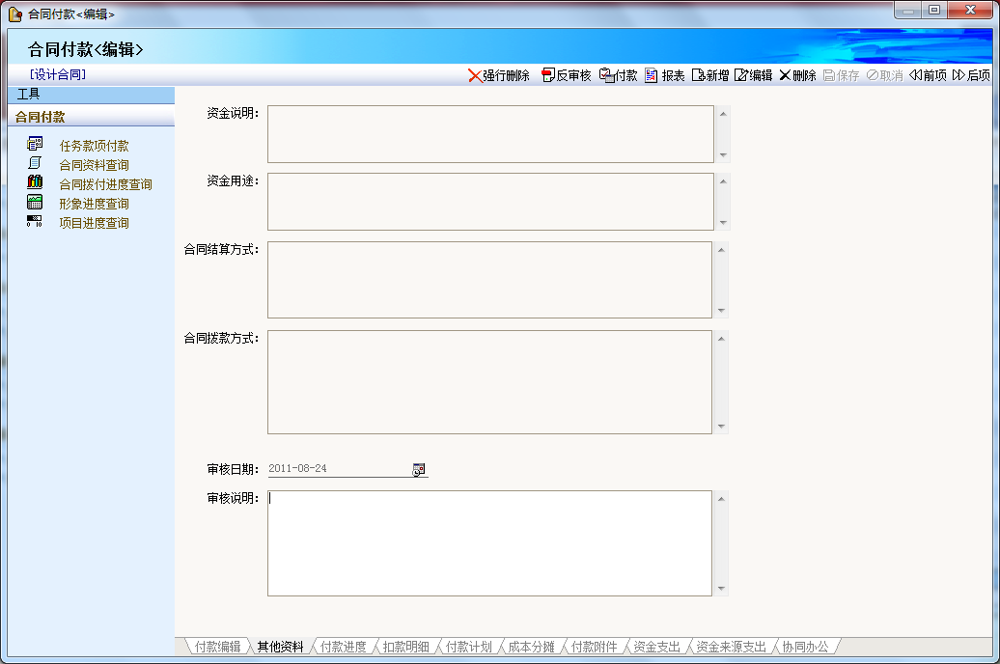 合同付款<编辑>
合同付款<编辑>
[设计合同]
强行删除 反审核 付款 报表 新增 编辑 删除 保存 取消 前项 后项
工具
合同付款
任务款项付款
合同资料查询
合同拨付进度查询
形象进度查询
项目进度查询
资金说明：
资金用途：
合同结算方式：
合同拨款方式：
审核日期： 2011-08-24
审核说明：
付款编辑 其他资料 付款进度 扣款明细 付款计划 成本分摊 付款附件 资金支出 资金来源支出 协同办公